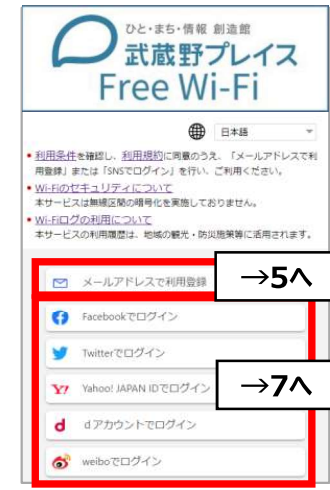 ひと・まち・情報 創造館
武蔵野プレイス
Free Wi-Fi
日本語
利用条件を確認し、利用規約に同意のうえ、「メールアドレスで利
用登録」または「SNSでログイン」を行い、ご利用ください。
Wi-Fiのセキュリティについて
本サービスは無線区間の暗号化を実施しておりません。
Wi-Fiログの利用について
本サービスの利用履歴は、地域の観光・防災施策等に活用されます。
メールアドレスで利用登録
→5へ
Facebookでログイン
Twitterでログイン
Yahoo! JAPAN IDでログイン
→7へ
dアカウントでログイン
weiboでログイン